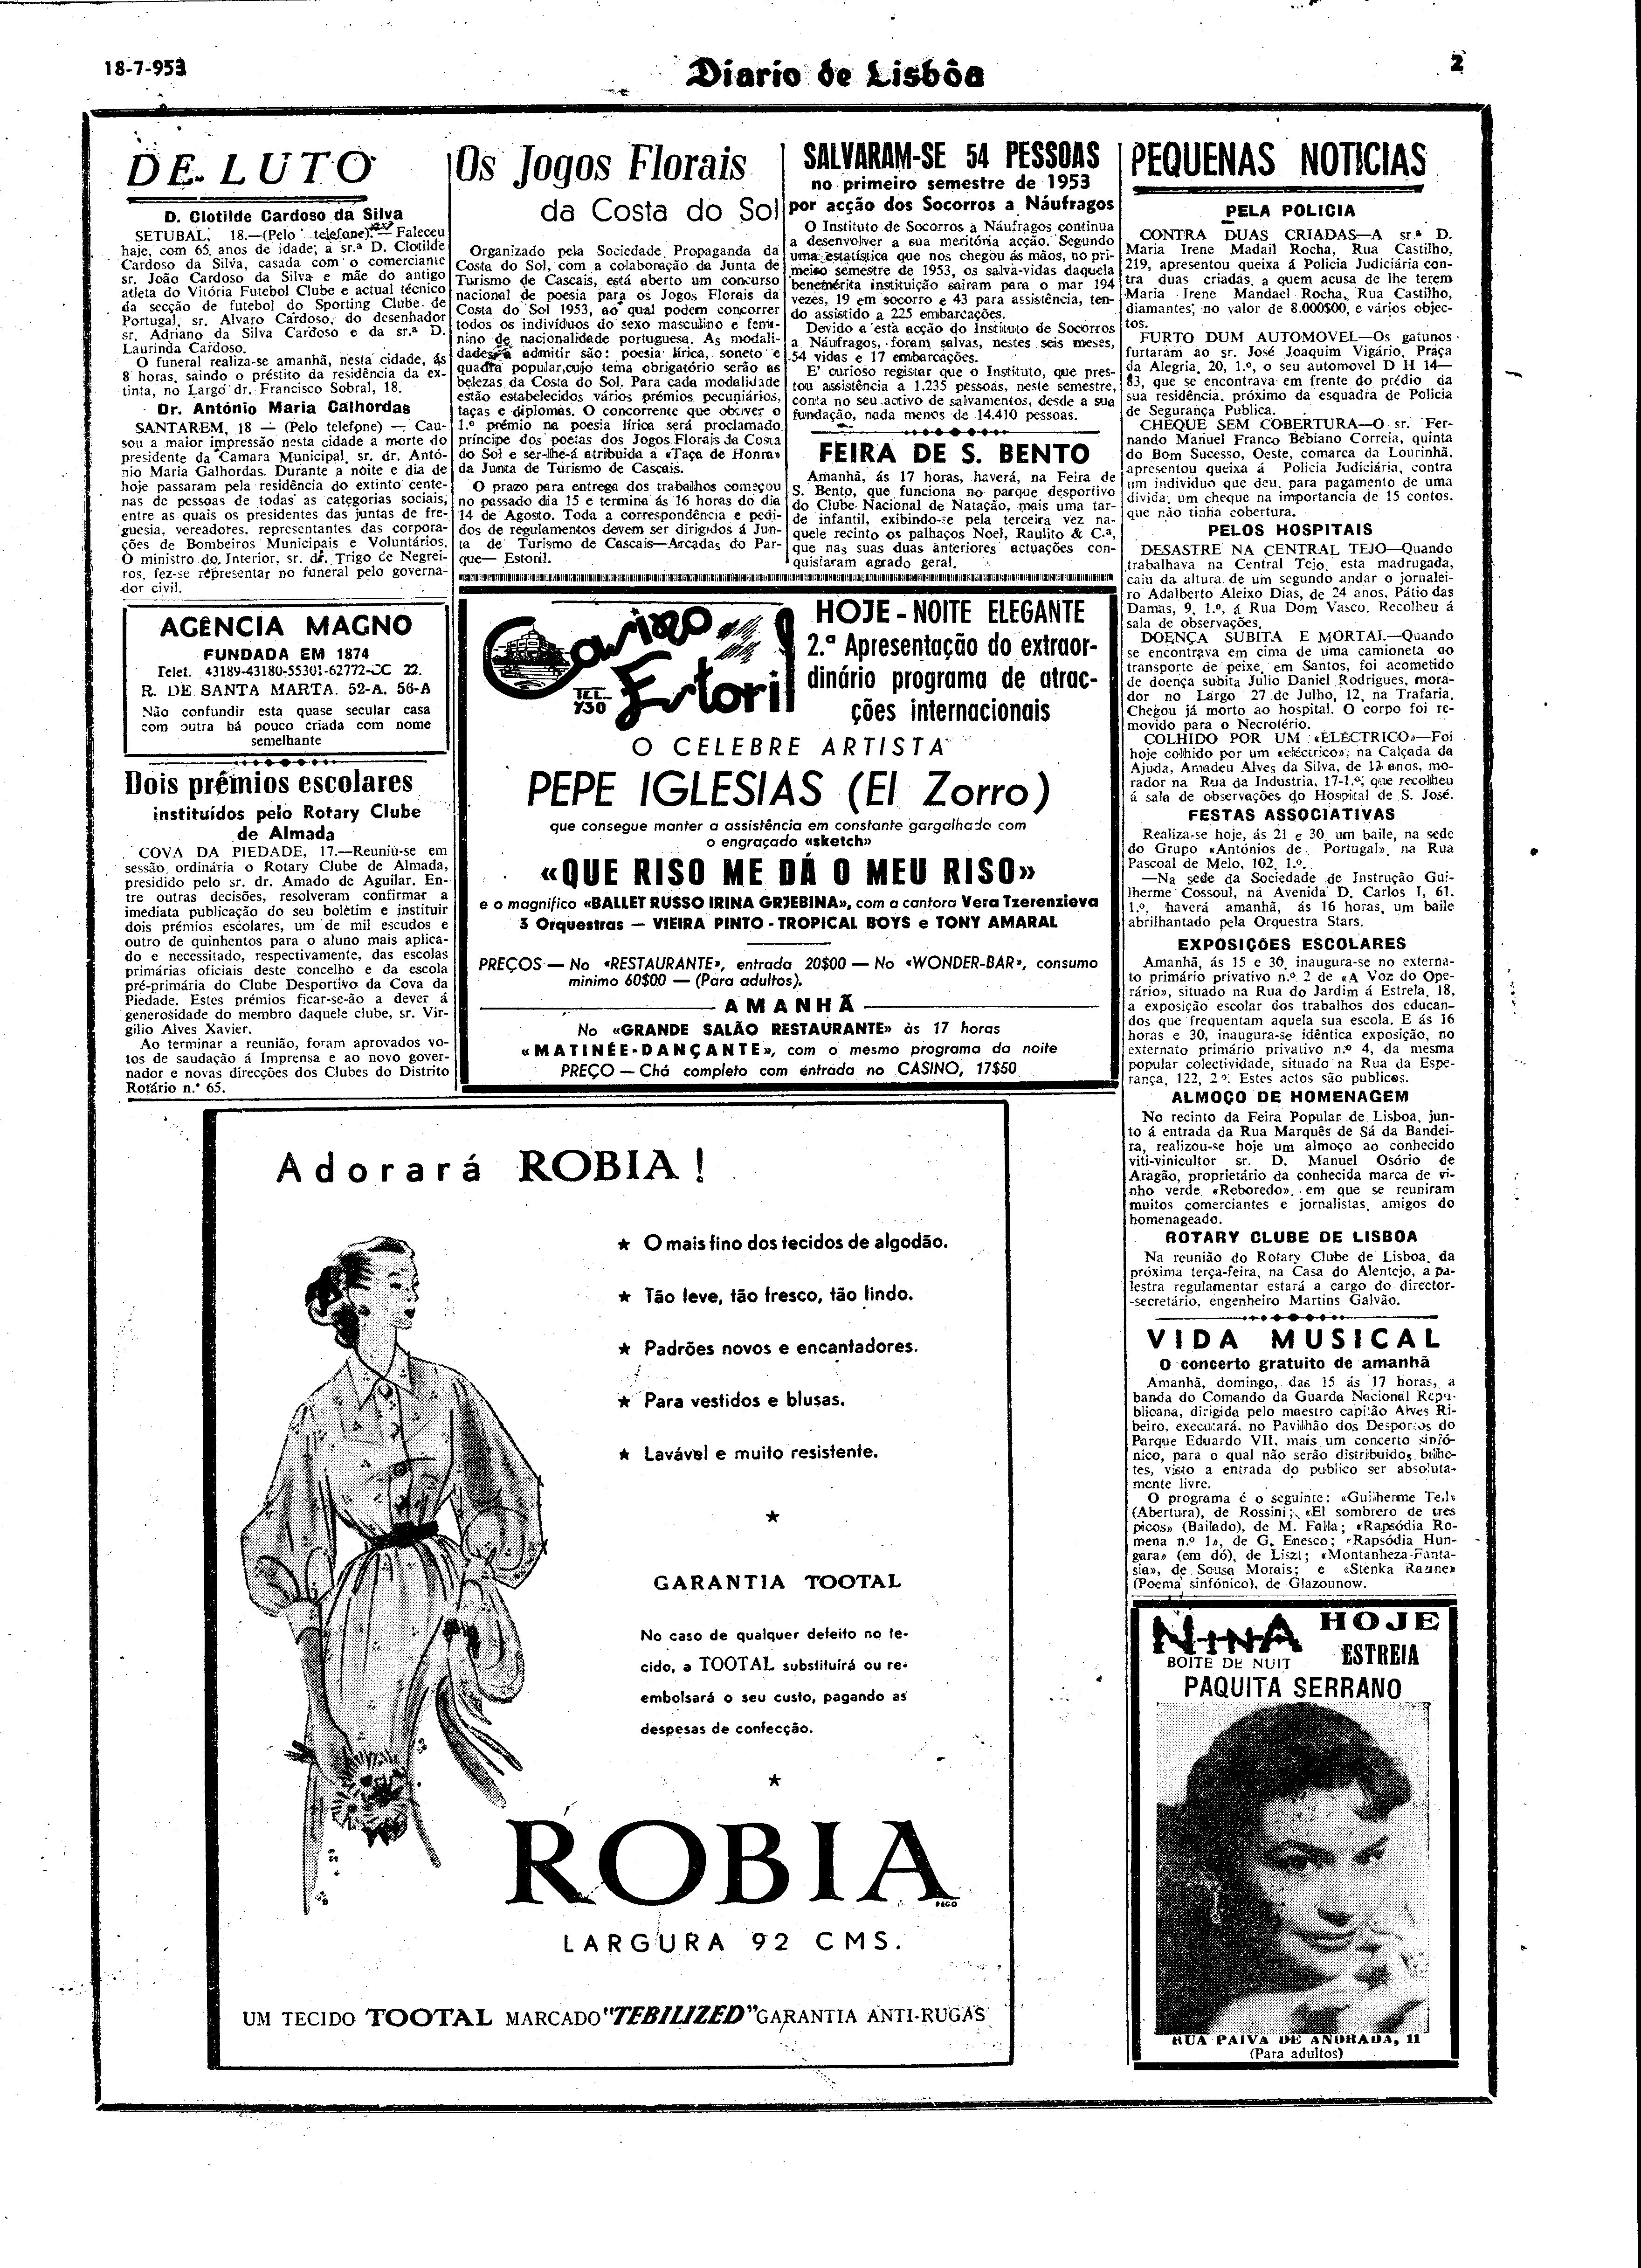 18-7-953
Diario de Lisbôa
2
DE LUTO
D. Clotilde Cardoso da Silva
SETUBAL, 18.—(Pelo telefone).— Faleceu
haje, com 65 anos de idade, a sr.ª D. Clotilde
Cardoso da Silva, casada com o comerciante
sr. João Cardoso da Silva e mãe do antigo
atleta do Vitória Futebol Clube e actual técnico
da secção de futebol do Sporting Clube de
Portugal, sr. Alvaro Cardoso, do desenhador
sr. Adriano da Silva Cardoso e da sr.ª D.
Laurinda Cardoso.
O funeral realiza-se amanhã, nesta cidade, ás
8 horas, saindo o préstito da residência da ex-
tinta, no Largo dr. Francisco Sobral, 18.
Dr. António Maria Calhordas
SANTAREM, 18 — (Pelo telefone) — Cau-
sou a maior impressão nesta cidade a morte do
presidente da Camara Municipal, sr. dr. Antó-
nio Maria Galhordas. Durante a noite e dia de
hoje passaram pela residência do extinto cente-
nas de pessoas de todas as categorias sociais,
entre as quais os presidentes das juntas de fre-
guesia, vereadores, representantes das corpora-
ções de Bombeiros Municipais e Voluntários.
O ministro do Interior, sr. dr. Trigo de Negrei-
ros, fez-se representar no funeral pelo governa-
dor civil.
AGÊNCIA MAGNO
FUNDADA EM 1874
Telet. 43189-43180-55301-62772-CC 22.
R. DE SANTA MARTA. 52-A. 56-A
Não confundir esta quase secular casa
com outra há pouco criada com nome
semelhante
Dois prémios escolares
instituídos pelo Rotary Clube
de Almada
COVA DA PIEDADE, 17.—Reuniu-se em
sessão ordinária o Rotary Clube de Almada,
presidido pelo sr. dr. Amado de Aguilar. En-
tre outras decisões, resolveram confirmar a
imediata publicação do seu boletim e instituir
dois prémios escolares, um de mil escudos e
outro de quinhentos para o aluno mais aplica-
do e necessitado, respectivamente, das escolas
primárias oficiais deste concelho e da escola
pré-primária do Clube Desportivo da Cova da
Piedade. Estes prémios ficar-se-ão a dever á
generosidade do membro daquele clube, sr. Vir-
gilio Alves Xavier.
Ao terminar a reunião, foram aprovados vo-
tos de saudação á Imprensa e ao novo gover-
nador e novas direcções dos Clubes do Distrito
Rotário n.º 65.
Os Jogos Florais
da Costa do Sol
Organizado pela Sociedade Propaganda da
Costa do Sol, com a colaboração da Junta de
Turismo de Cascais, está aberto um concurso
nacional de poesia para os Jogos Florais da
Costa do Sol 1953, ao qual podem concorrer
todos os indivíduos do sexo masculino e femi-
nino de nacionalidade portuguesa. As modali-
dades a admitir são: poesia lírica, soneto e
quadra popular,cujo tema obrigatório serão as
belezas da Costa do Sol. Para cada modalidade
estão estabelecidos vários prémios pecuniários,
taças e diplomas. O concorrente que obtiver o
1.º prémio na poesia lírica será proclamado
príncipe dos poetas dos Jogos Florais da Costa
do Sol e ser-lhe-á atribuida a «Taça de Honra»
da Junta de Turismo de Cascais.
O prazo para entrega dos trabalhos começou
no passado dia 15 e termina ás 16 horas do dia
14 de Agosto. Toda a correspondência e pedi-
dos de regulamentos devem ser dirigidos á Jun-
ta de Turismo de Cascais—Arcadas do Par-
que— Estoril.
SALVARAM-SE 54 PESSOAS
no primeiro semestre de 1953
por acção dos Socorros a Náufragos
O Instituto de Socorros a Náufragos continua
a desenvolver a sua meritória acção. Segundo
uma estatística que nos chegou ás mãos, no pri-
meiro semestre de 1953, os salva-vidas daquela
benemérita instituição sairam para o mar 194
vezes, 19 em socorro e 43 para assistência, ten-
do assistido a 225 embarcações.
Devido a esta acção do Instituto de Socorros
a Náufragos, foram salvas, nestes seis meses,
54 vidas e 17 embarcações.
E' curioso registar que o Instituto, que pres-
tou assistência a 1.235 pessoas, neste semestre,
conta no seu activo de salvamentos, desde a sua
fundação, nada menos de 14.410 pessoas.
FEIRA DE S. BENTO
Amanhã, ás 17 horas, haverá, na Feira de
S. Bento, que funciona no parque desportivo
do Clube Nacional de Natação, mais uma tar-
de infantil, exibindo-se pela terceira vez na-
quele recinto os palhaços Noel, Raulito & C.ª,
que nas suas duas anteriores actuações con-
quistaram agrado geral.
Casino Estoril
TEL. 730
HOJE - NOITE ELEGANTE
2.ª Apresentação do extraor-
dinário programa de atrac-
ções internacionais
O CELEBRE ARTISTA
PEPE IGLESIAS (El Zorro)
que consegue manter a assistência em constante gargalhada com
o engraçado «sketch»
«QUE RISO ME DÁ O MEU RISO»
e o magnifico «BALLET RUSSO IRINA GRJEBINA», com a cantora Vera Tzerenzieva
3 Orquestras — VIEIRA PINTO - TROPICAL BOYS e TONY AMARAL
PREÇOS — No «RESTAURANTE», entrada 20$00 — No «WONDER-BAR», consumo
minimo 60$00 — (Para adultos).
AMANHÃ
No «GRANDE SALÃO RESTAURANTE» às 17 horas
«MATINÉE-DANÇANTE», com o mesmo programa da noite
PREÇO — Chá completo com entrada no CASINO, 17$50
Adorará ROBIA !
★ O mais fino dos tecidos de algodão.
★ Tão leve, tão fresco, tão lindo.
★ Padrões novos e encantadores.
★ Para vestidos e blusas.
★ Lavável e muito resistente.
★
GARANTIA TOOTAL
No caso de qualquer defeito no te-
cido, a TOOTAL substituirá ou re-
embolsará o seu custo, pagando as
despesas de confecção.
★
ROBIA
LARGURA 92 CMS.
UM TECIDO TOOTAL MARCADO "TEBILIZED" GARANTIA ANTI-RUGAS
PEQUENAS NOTICIAS
PELA POLICIA
CONTRA DUAS CRIADAS—A sr.ª D.
Maria Irene Madail Rocha, Rua Castilho,
219, apresentou queixa á Policia Judiciária con-
tra duas criadas, a quem acusa de lhe terem
Maria Irene Mandael Rocha, Rua Castilho,
diamantes, no valor de 8.000$00, e vários objec-
tos.
FURTO DUM AUTOMOVEL—Os gatunos
furtaram ao sr. José Joaquim Vigário, Praça
da Alegria, 20, 1.º, o seu automovel D H 14—
83, que se encontrava em frente do prédio da
sua residência, próximo da esquadra de Policia
de Segurança Publica.
CHEQUE SEM COBERTURA—O sr. Fer-
nando Manuel Franco Bebiano Correia, quinta
do Bom Sucesso, Oeste, comarca da Lourinhã,
apresentou queixa á Policia Judiciária, contra
um individuo que deu, para pagamento de uma
divida, um cheque na importancia de 15 contos,
que não tinha cobertura.
PELOS HOSPITAIS
DESASTRE NA CENTRAL TEJO—Quando
trabalhava na Central Tejo, esta madrugada,
caiu da altura de um segundo andar o jornalei-
ro Adalberto Aleixo Dias, de 24 anos, Pátio das
Damas, 9, 1.º, á Rua Dom Vasco. Recolheu á
sala de observações.
DOENÇA SUBITA E MORTAL—Quando
se encontrava em cima de uma camioneta ao
transporte de peixe, em Santos, foi acometido
de doença subita Julio Daniel Rodrigues, mora-
dor no Largo 27 de Julho, 12, na Trafaria.
Chegou já morto ao hospital. O corpo foi re-
movido para o Necrotério.
COLHIDO POR UM «ELÉCTRICO»—Foi
hoje colhido por um «eléctrico», na Calçada da
Ajuda, Amadeu Alves da Silva, de 13 anos, mo-
rador na Rua da Industria, 17-1.º, que recolheu
á sala de observações do Hospital de S. José.
FESTAS ASSOCIATIVAS
Realiza-se hoje, ás 21 e 30, um baile, na sede
do Grupo «Antónios de Portugal», na Rua
Pascoal de Melo, 102, 1.º.
—Na sede da Sociedade de Instrução Gui-
lherme Cossoul, na Avenida D. Carlos I, 61,
1.º, haverá amanhã, ás 16 horas, um baile
abrilhantado pela Orquestra Stars.
EXPOSIÇÕES ESCOLARES
Amanhã, ás 15 e 30, inaugura-se no externa-
to primário privativo n.º 2 de «A Voz do Ope-
rário», situado na Rua do Jardim á Estrela, 18,
a exposição escolar dos trabalhos dos educan-
dos que frequentam aquela sua escola. E ás 16
horas e 30, inaugura-se idêntica exposição, no
externato primário privativo n.º 4, da mesma
popular colectividade, situado na Rua da Espe-
rança, 122, 2.º. Estes actos são publicos.
ALMOÇO DE HOMENAGEM
No recinto da Feira Popular de Lisboa, jun-
to á entrada da Rua Marquês de Sá da Bandei-
ra, realizou-se hoje um almoço ao conhecido
viti-vinicultor sr. D. Manuel Osório de
Aragão, proprietário da conhecida marca de vi-
nho verde «Reboredo», em que se reuniram
muitos comerciantes e jornalistas, amigos do
homenageado.
ROTARY CLUBE DE LISBOA
Na reunião do Rotary Clube de Lisboa, da
próxima terça-feira, na Casa do Alentejo, a pa-
lestra regulamentar estará a cargo do director-
-secretário, engenheiro Martins Galvão.
VIDA MUSICAL
O concerto gratuito de amanhã
Amanhã, domingo, das 15 ás 17 horas, a
banda do Comando da Guarda Nacional Repu-
blicana, dirigida pelo maestro capitão Alves Ri-
beiro, executará, no Pavilhão dos Desportos do
Parque Eduardo VII, mais um concerto sinfó-
nico, para o qual não serão distribuidos bilhe-
tes, visto a entrada do publico ser absoluta-
mente livre.
O programa é o seguinte: «Guilherme Tell»
(Abertura), de Rossini; «El sombrero de tres
picos» (Bailado), de M. Falla; «Rapsódia Ro-
mena n.º 1», de G. Enesco; «Rapsódia Hun-
gara» (em dó), de Liszt; «Montanheza-Fanta-
sia», de Sousa Morais; e «Stenka Razine»
(Poema sinfónico), de Glazounow.
NINA
BOITE DE NUIT
HOJE
ESTREIA
PAQUITA SERRANO
RUA PAIVA DE ANDRADA, 11
(Para adultos)